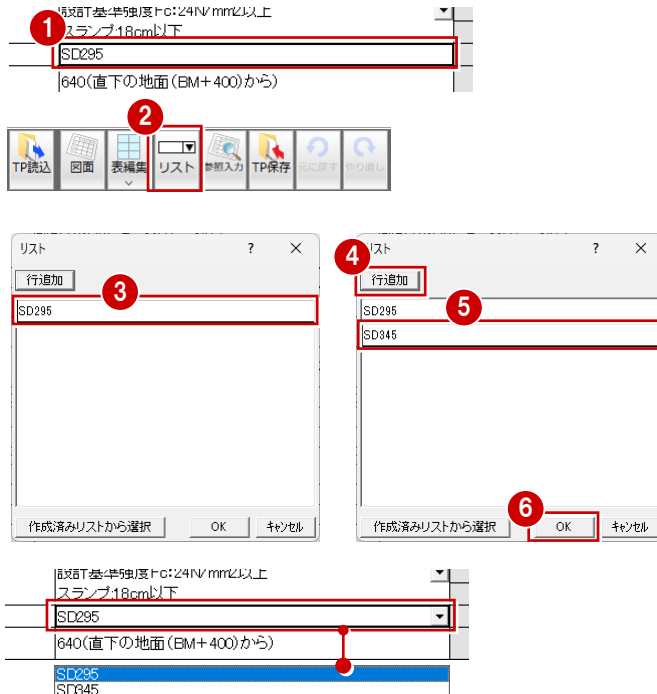 設計基準強度Fc:24N/mm2以上
1
スランプ:18cm以下
SD295
640(直下の地面(BM+400)から)
2
TP読込 図面 表編集 リスト 参照入力 TP保存 元に戻す やり直し
リスト ? ×
行追加
3
SD295
作成済みリストから選択 OK キャンセル
4
リスト ? ×
行追加
SD295
5
SD345
6
作成済みリストから選択 OK キャンセル
設計基準強度Fc:24N/mm2以上
スランプ:18cm以下
SD295
640(直下の地面(BM+400)から)
SD295
SD345